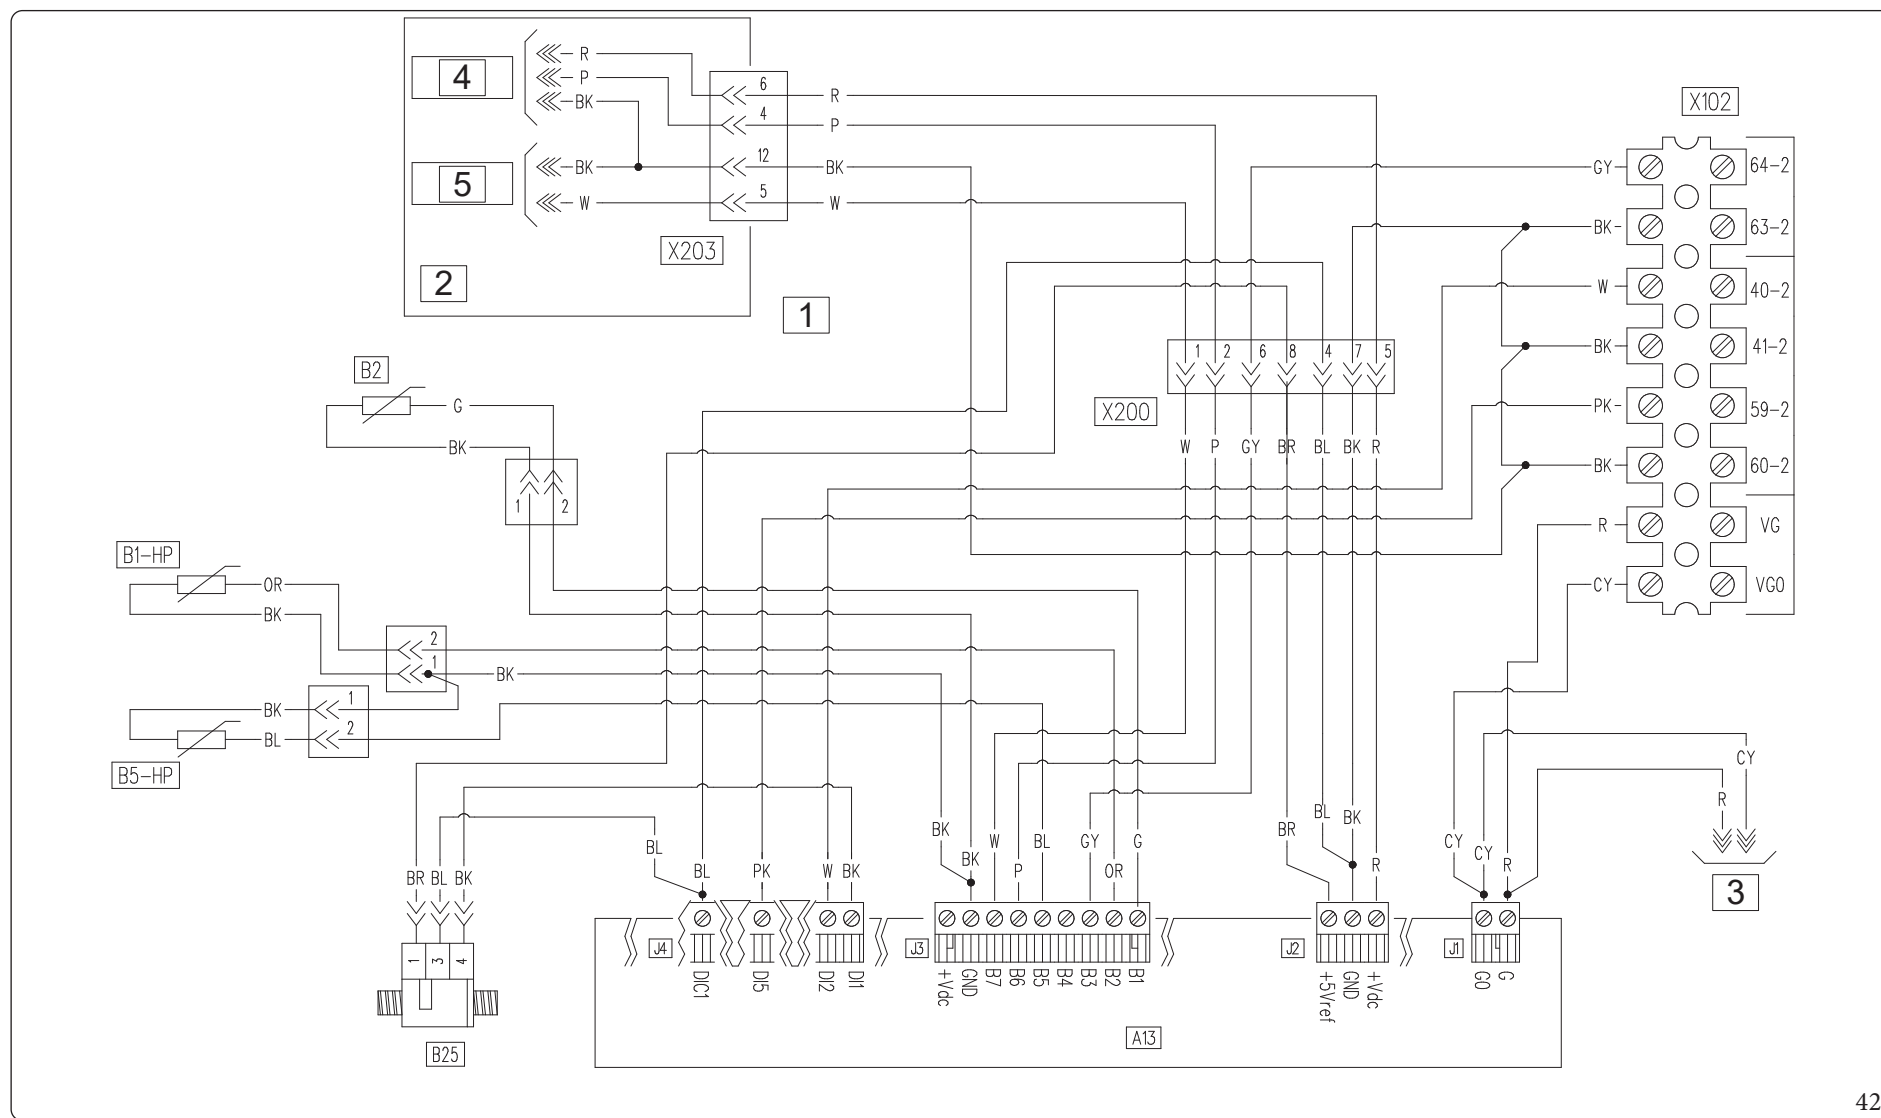 4
R
P
BK
5
BK
W
6
4
12
5
X203
2
1
R
P
BK
W
X102
GY
64-2
BK
63-2
W
40-2
BK
41-2
PK
59-2
BK
60-2
R
VG
CY
VG0
1 2 6 8 4 7 5
X200
W P GY BR BL BK R
B2
G
BK
1 2
B1-HP
OR
BK
2
1
BK
BK
BL
1
2
B5-HP
CY
R
3
BR BL BK
BL
BL
PK
W
BK
BK
BK
W
P
BL
GY
OR
G
BR
BL
BK
R
CY
CY
R
1 3 4
B25
J4
DIC1
DI5
DI2
DI1
J3
+Vdc
GND
B7
B6
B5
B4
B3
B2
B1
J2
+5Vref
GND
+Vdc
J1
G0
G
A13
42